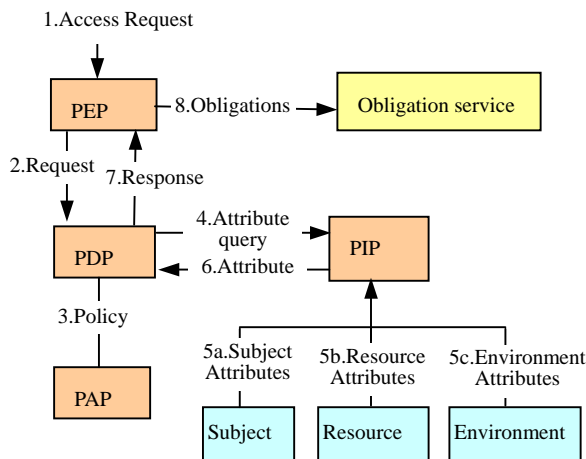 1.Access Request
PEP
8.Obligations
Obligation service
2.Request
7.Response
4.Attribute
query
PDP
PIP
6.Attribute
3.Policy
5a.Subject
Attributes
5b.Resource
Attributes
5c.Environment
Attributes
PAP
Subject
Resource
Environment